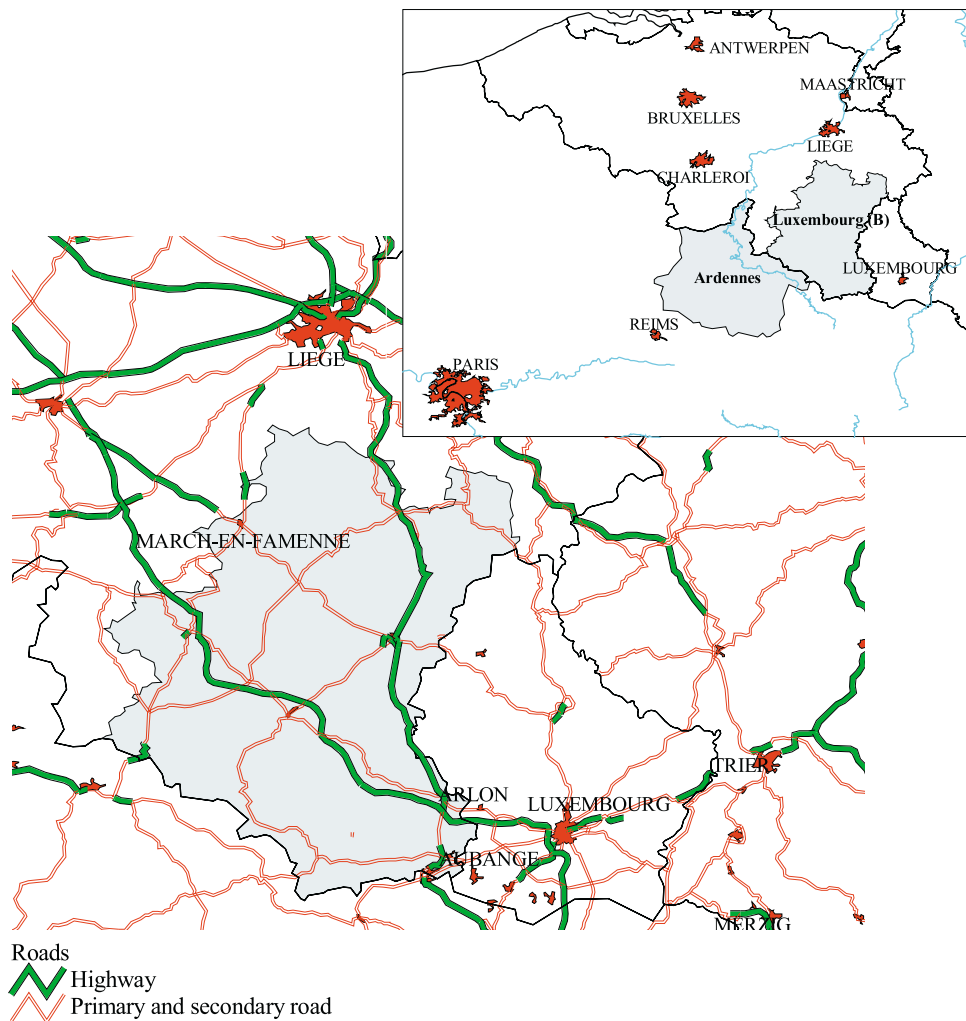 ANTWERPEN
MAASTRICHT
BRUXELLES
LIEGE
CHARLEROI
Luxembourg (B)
LUXEMBOURG
Ardennes
REIMS
PARIS
LIEGE
MARCH-EN-FAMENNE
TRIER
ARLON
LUXEMBOURG
AUBANGE
MERZIG
Roads
Highway
Primary and secondary road